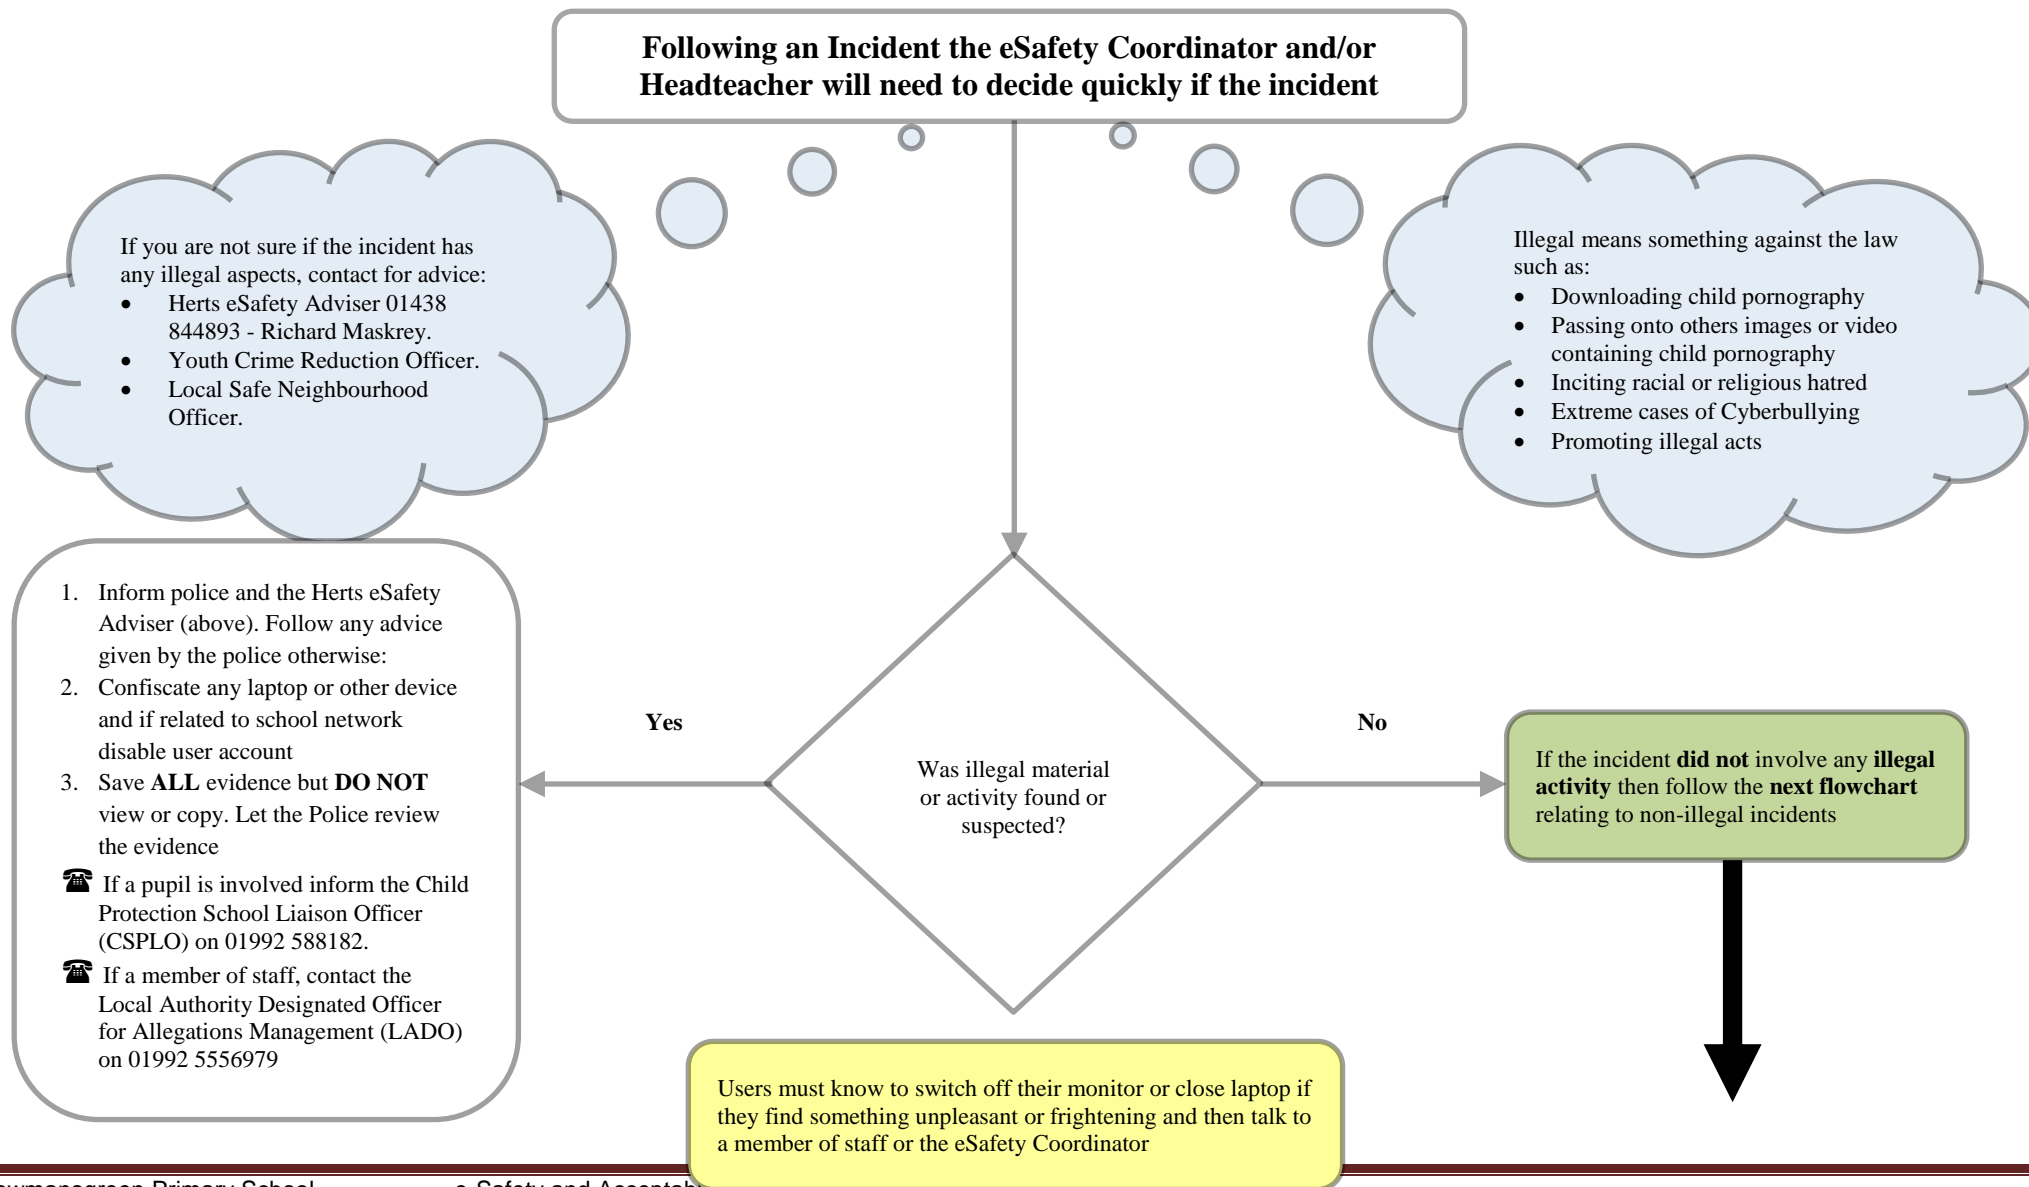 Following an Incident the eSafety Coordinator and/or
Headteacher will need to decide quickly if the incident
If you are not sure if the incident has
any illegal aspects, contact for advice:
• Herts eSafety Adviser 01438
844893 - Richard Maskrey.
• Youth Crime Reduction Officer.
• Local Safe Neighbourhood
Officer.
Illegal means something against the law
such as:
• Downloading child pornography
• Passing onto others images or video
containing child pornography
• Inciting racial or religious hatred
• Extreme cases of Cyberbullying
• Promoting illegal acts
1. Inform police and the Herts eSafety
Adviser (above). Follow any advice
given by the police otherwise:
2. Confiscate any laptop or other device
and if related to school network
disable user account
3. Save ALL evidence but DO NOT
view or copy. Let the Police review
the evidence
☎ If a pupil is involved inform the Child
Protection School Liaison Officer
(CSPLO) on 01992 588182.
☎ If a member of staff, contact the
Local Authority Designated Officer
for Allegations Management (LADO)
on 01992 5556979
Yes
Was illegal material
or activity found or
suspected?
No
If the incident did not involve any illegal
activity then follow the next flowchart
relating to non-illegal incidents
Users must know to switch off their monitor or close laptop if
they find something unpleasant or frightening and then talk to
a member of staff or the eSafety Coordinator
Primary School e-Safety and